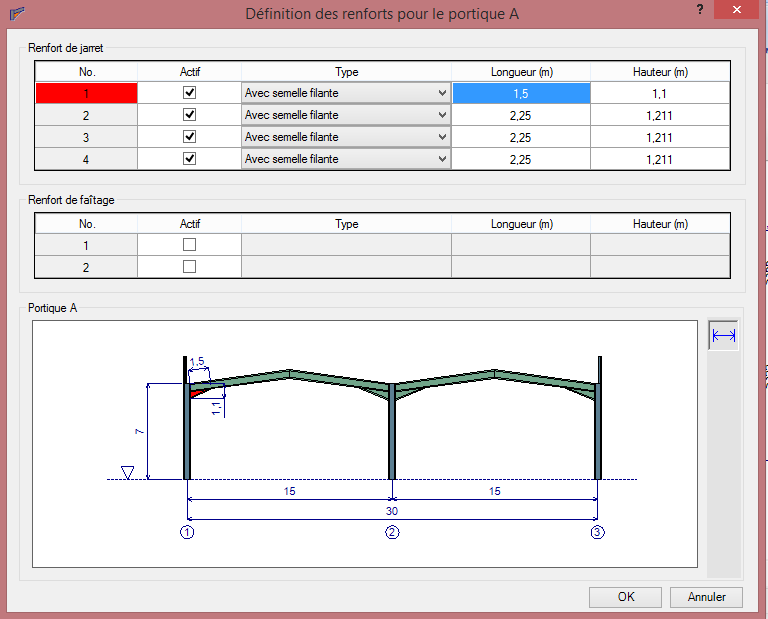 Définition des renforts pour le portique A
?
Renfort de jarret
No. Actif Type Longueur (m) Hauteur (m)
1 Avec semelle filante 1,5 1,1
2 Avec semelle filante 2,25 1,211
3 Avec semelle filante 2,25 1,211
4 Avec semelle filante 2,25 1,211
Renfort de faîtage
No. Actif Type Longueur (m) Hauteur (m)
1
2
Portique A
1,5
1,1
7
15 15
30
1 2 3
OK Annuler